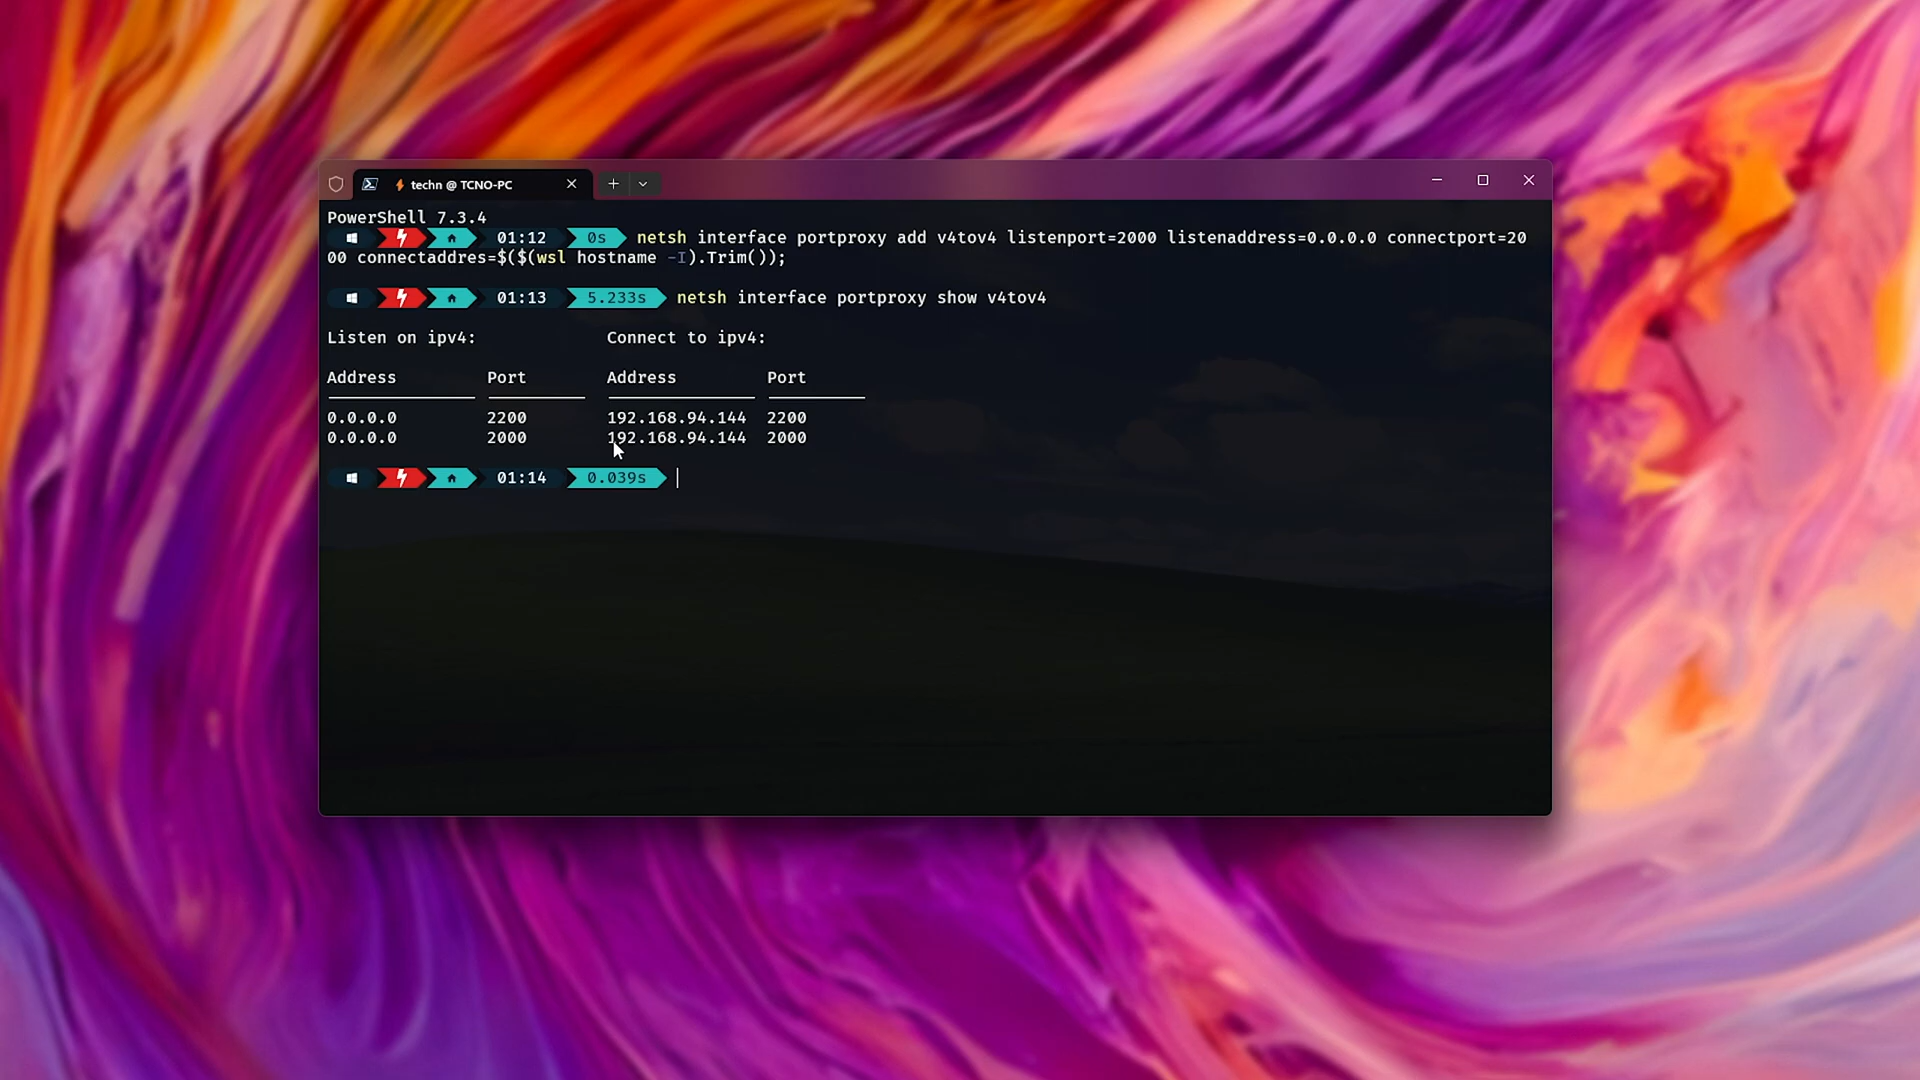 techn @ TCNO-PC
PowerShell 7.3.4
01:12 0s netsh interface portproxy add v4tov4 listenport=2000 listenaddress=0.0.0.0 connectport=20
00 connectaddres=$($(wsl hostname -I).Trim());
01:13 5.233s netsh interface portproxy show v4tov4
Listen on ipv4: Connect to ipv4:
Address Port Address Port
0.0.0.0 2200 192.168.94.144 2200
0.0.0.0 2000 192.168.94.144 2000
01:14 0.039s